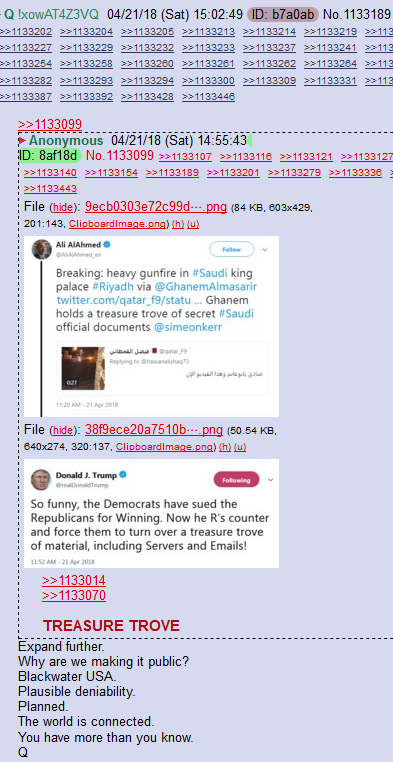 Q !xowAT4Z3VQ 04/21/18 (Sat) 15:02:49 ID: b7a0ab No.1133189
>>1133202 >>1133204 >>1133205 >>1133213 >>1133214 >>1133219 >>113
>>1133227 >>1133229 >>1133232 >>1133233 >>1133237 >>1133241 >>113
>>1133254 >>1133258 >>1133260 >>1133261 >>1133262 >>1133264 >>113
>>1133282 >>1133293 >>1133294 >>1133300 >>1133309 >>1133331 >>113
>>1133387 >>1133392 >>1133428 >>1133446
>>1133099
Anonymous 04/21/18 (Sat) 14:55:43
ID: 8af18d No.1133099 >>1133107 >>1133116 >>1133121 >>1133127
>>1133140 >>1133154 >>1133189 >>1133201 >>1133279 >>1133336 >
>>1133443
File (hide): 9ecb0303e72c99d⋯.png (84 KB, 603x429,
201:143, ClipboardImage.png) (h) (u)
Ali AlAhmed
@AliAlAhmed_en
Follow
Breaking: heavy gunfire in #Saudi king
palace #Riyadh via @GhanemAlmasarir
twitter.com/qatar_f9/statu ... Ghanem
holds a treasure trove of secret #Saudi
official documents @simeonkerr
فيصل القحطاني @qatar_F9
Replying to @hassanalishaq73
صادق يابوغانم وهذا الفيديو الآن
0:27
11:20 AM - 21 Apr 2018
File (hide): 38f9ece20a7510b⋯.png (50.54 KB,
640x274, 320:137, ClipboardImage.png) (h) (u)
Donald J. Trump
@realDonaldTrump
Following
So funny, the Democrats have sued the
Republicans for Winning. Now he R's counter
and force them to turn over a treasure trove
of material, including Servers and Emails!
11:52 AM - 21 Apr 2018
>>1133014
>>1133070
TREASURE TROVE
Expand further.
Why are we making it public?
Blackwater USA.
Plausible deniability.
Planned.
The world is connected.
You have more than you know.
Q